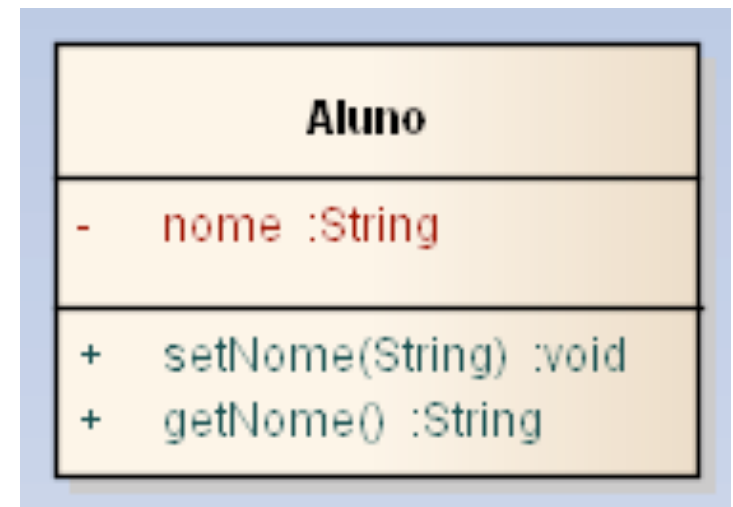 Aluno
- nome :String
+ setNome(String) :void
+ getNome() :String